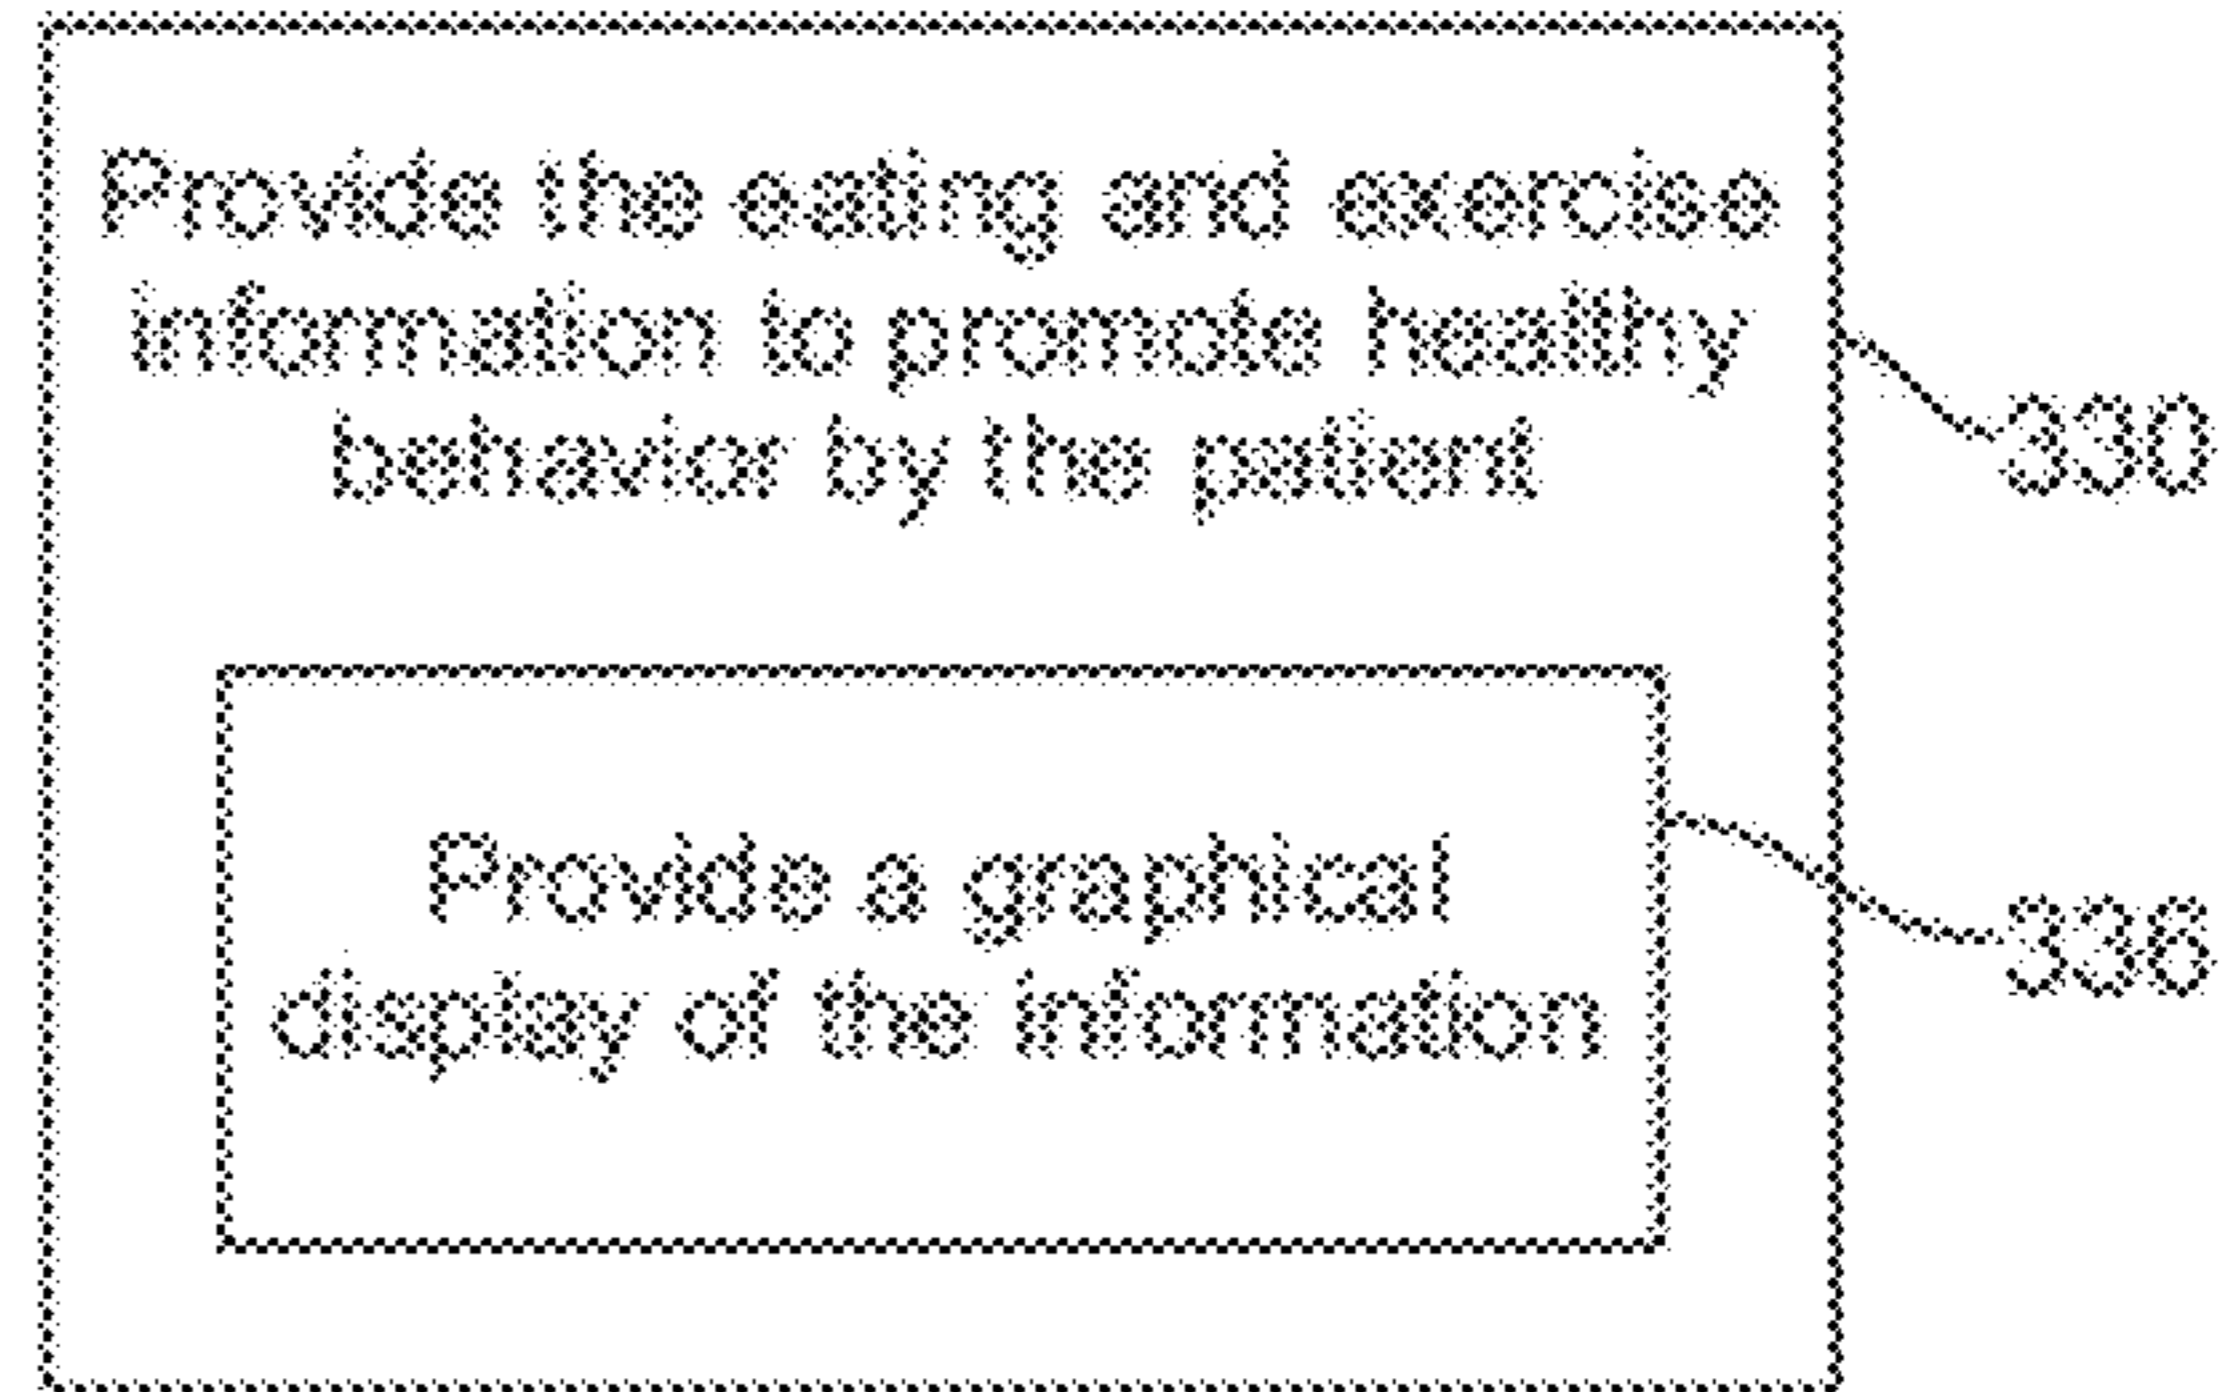 Provide the eating and exercise
information to promote healthy
behavior by the patient
330
Provide a graphical
display of the information
336